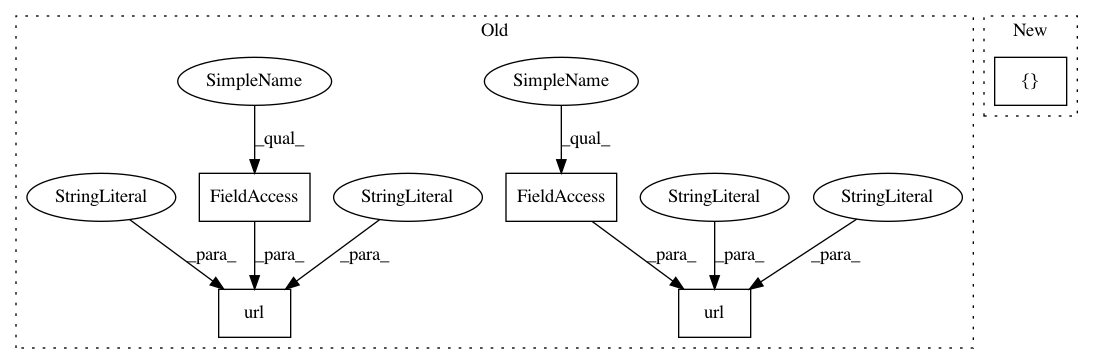 Old
New
SimpleName
SimpleName
{}
_qual_
_qual_
StringLiteral
FieldAccess
StringLiteral
FieldAccess
StringLiteral
StringLiteral
_para_
_para_
_para_
_para_
_para_
_para_
url
url